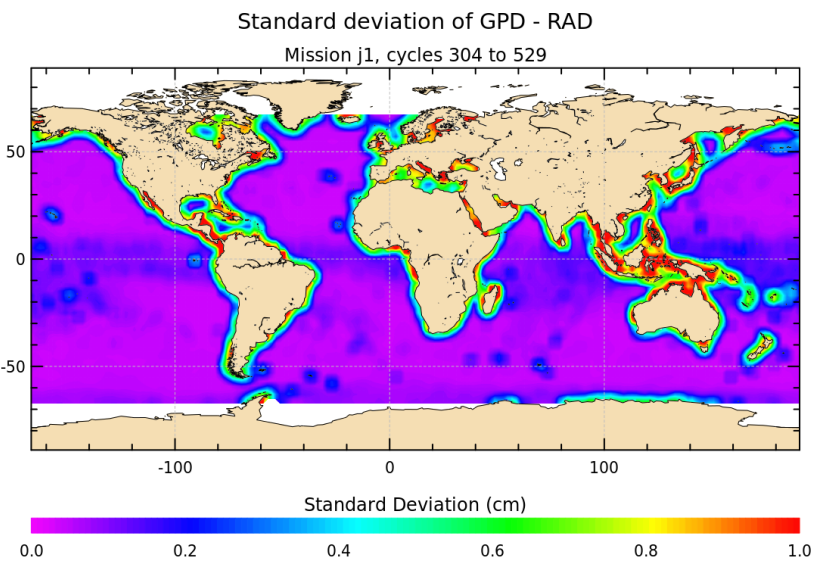 Standard deviation of GPD - RAD
Mission j1, cycles 304 to 529
50
0
-50
-100 0 100
Standard Deviation (cm)
0.0 0.2 0.4 0.6 0.8 1.0